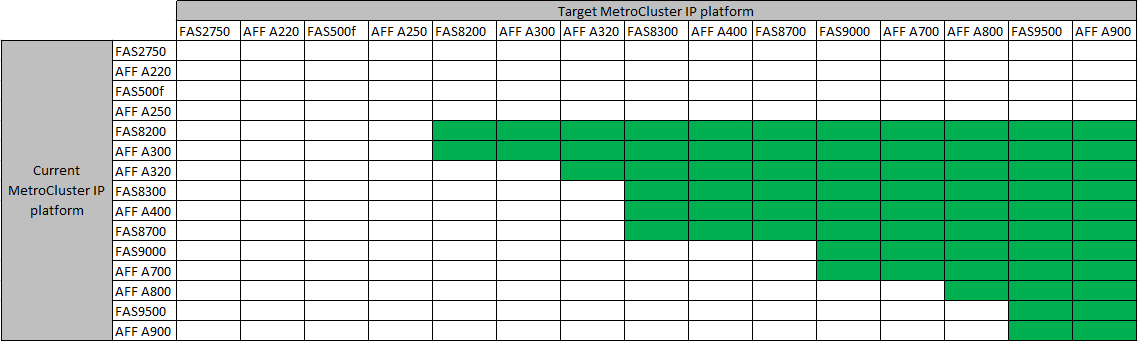 Target MetroCluster IP platform
FAS2750 AFF A220 FAS500f AFF A250 FAS8200 AFF A300 AFF A320 FAS8300 AFF A400 FAS8700 FAS9000 AFF A700 AFF A800 FAS9500 AFF A900
Current
MetroCluster IP
platform
FAS2750
AFF A220
FAS500f
AFF A250
FAS8200
AFF A300
AFF A320
FAS8300
AFF A400
FAS8700
FAS9000
AFF A700
AFF A800
FAS9500
AFF A900